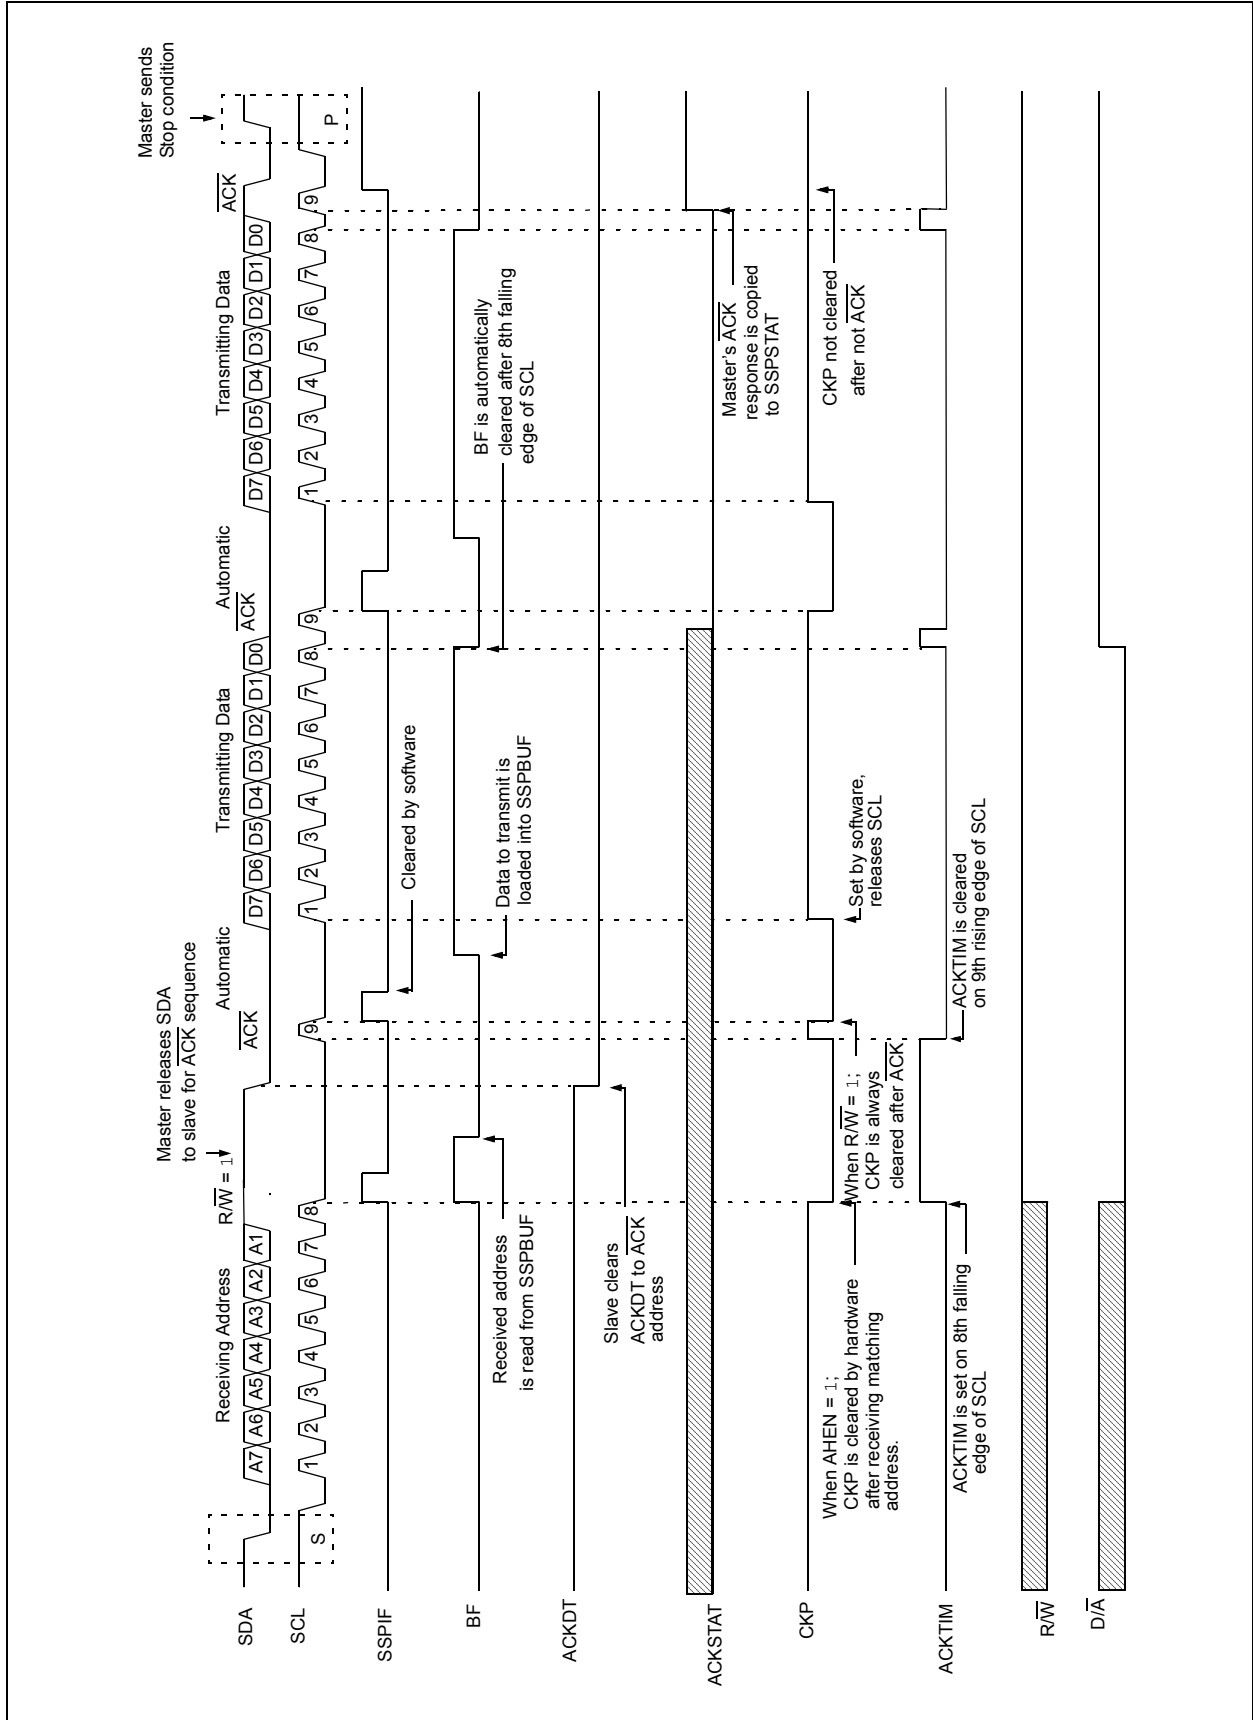 Master sends
Stop condition
Master releases SDA
to slave for ACK sequence
Receiving Address
R/W = 1
ACK
Automatic
Transmitting Data
ACK
Automatic
Transmitting Data
ACK
SDA
A7 A6 A5 A4 A3 A2 A1
D7 D6 D5 D4 D3 D2 D1 D0
D7 D6 D5 D4 D3 D2 D1 D0
SCL
S
1 2 3 4 5 6 7 8 9
1 2 3 4 5 6 7 8 9
1 2 3 4 5 6 7 8 9
P
SSPIF
Cleared by software
BF
Received address
is read from SSPBUF
Data to transmit is
loaded into SSPBUF
BF is automatically
cleared after 8th falling
edge of SCL
ACKDT
Slave clears
ACKDT to ACK
address
ACKSTAT
Master's ACK
response is copied
to SSPSTAT
CKP
When AHEN = 1;
CKP is cleared by hardware
after receiving matching
address.
When R/W = 1;
CKP is always
cleared after ACK
Set by software,
releases SCL
CKP not cleared
after not ACK
ACKTIM
ACKTIM is set on 8th falling
edge of SCL
ACKTIM is cleared
on 9th rising edge of SCL
R/W
D/A